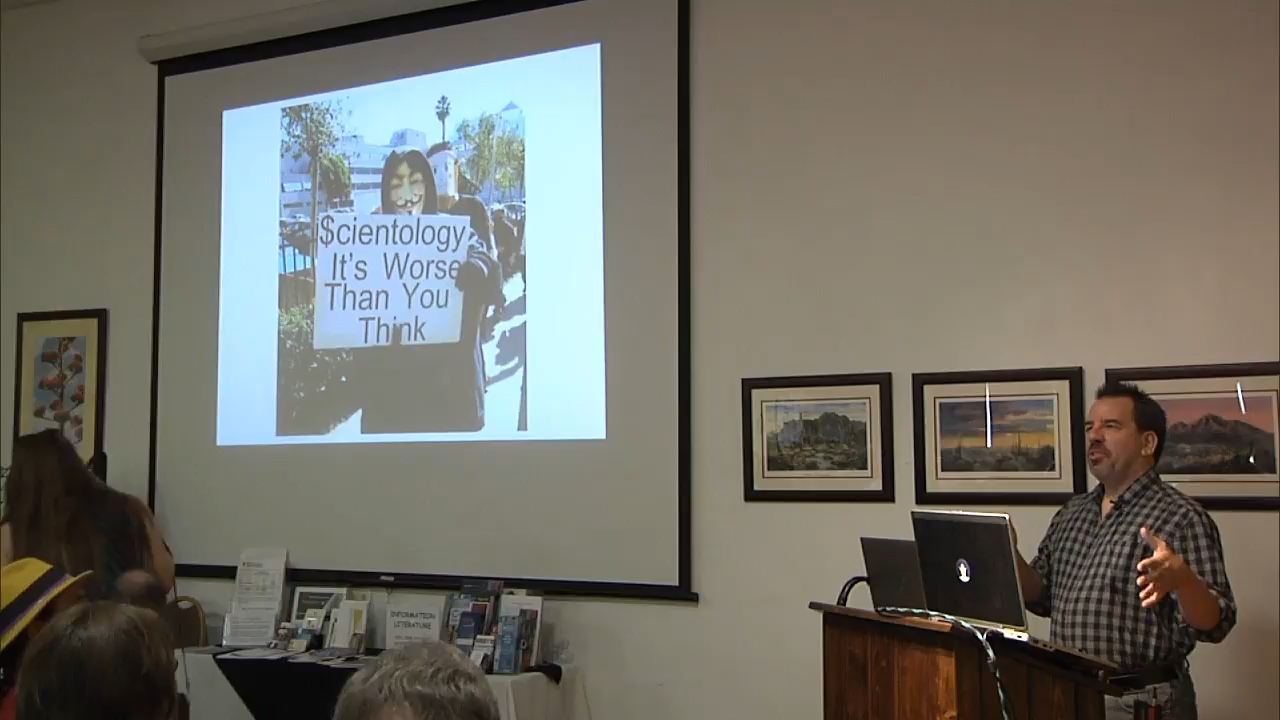 $cientology
It's Worse
Than You
Think
INFORMATION
LITERATURE